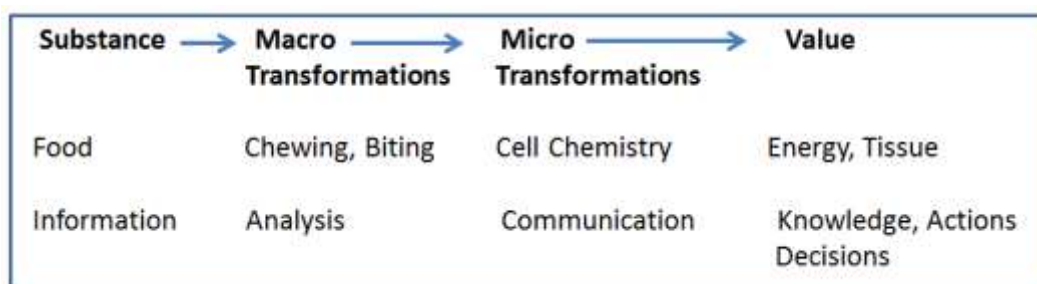 Substance Macro Micro Value
Transformations Transformations
Food Chewing, Biting Cell Chemistry Energy, Tissue
Information Analysis Communication Knowledge, Actions
Decisions